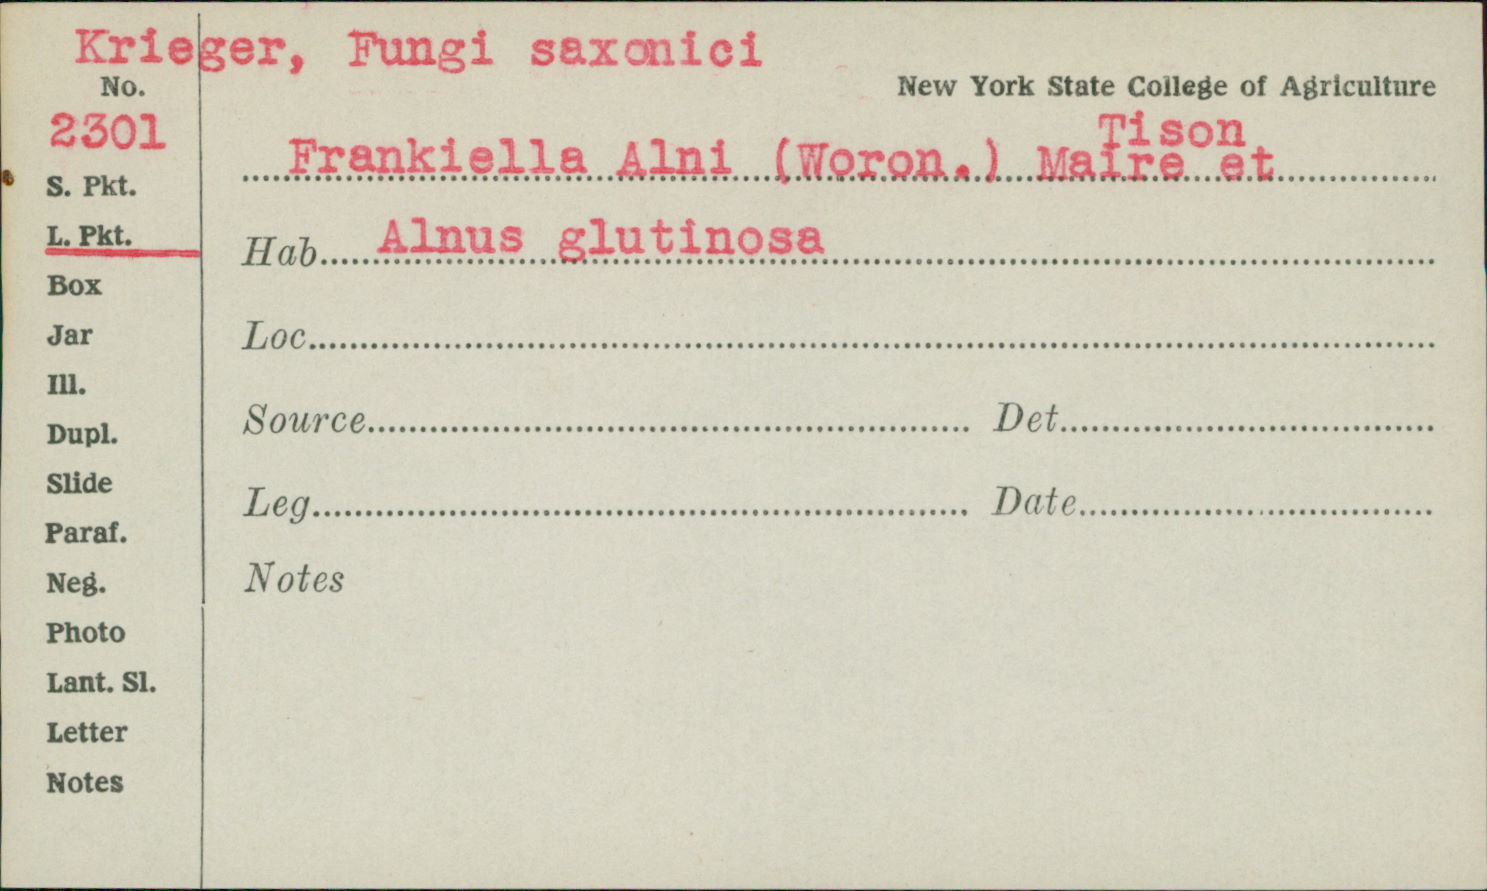 Krieger, Fungi saxonici
No.
New York State College of Agriculture
2301
Tison
Frankiella Alni (Woron.) Maire et
S. Pkt.
L. Pkt.
Hab. Alnus glutinosa
Box
Jar
Loc.
Ill.
Dupl.
Source Det.
Slide
Leg. Date
Paraf.
Neg.
Notes
Photo
Lant. Sl.
Letter
Notes